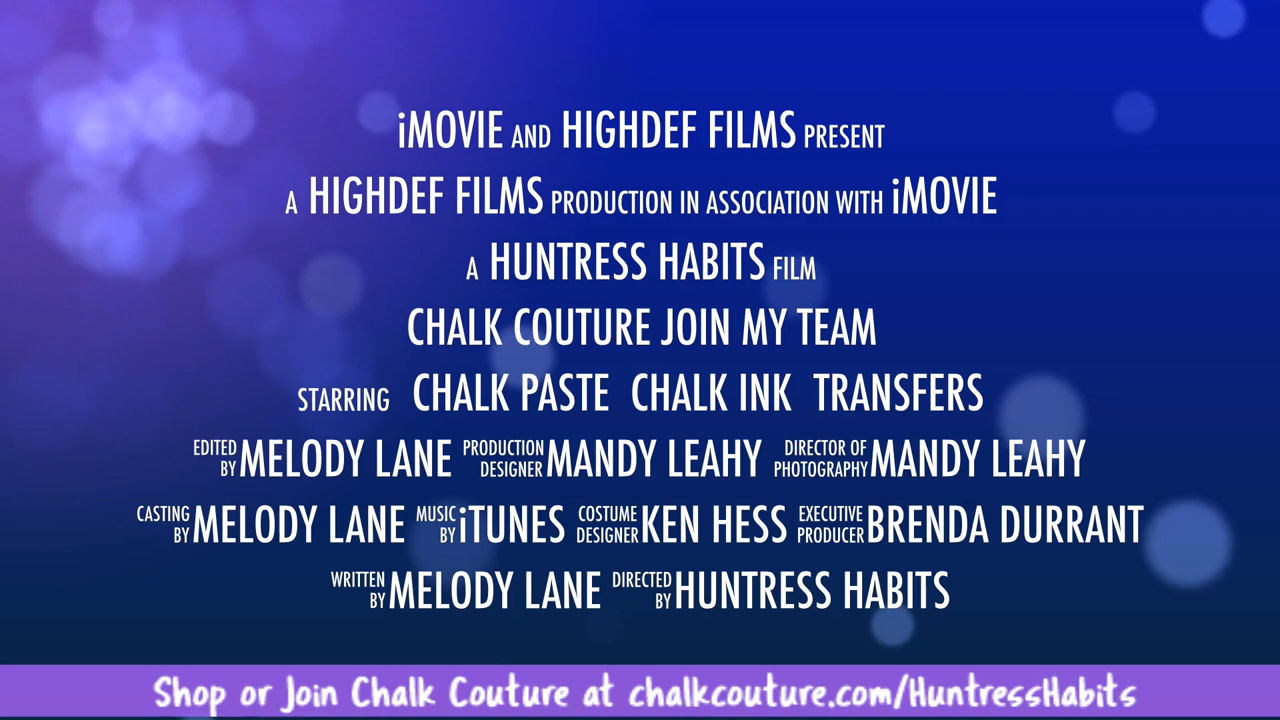 iMOVIE AND HIGHDEF FILMS PRESENT
A HIGHDEF FILMS PRODUCTION IN ASSOCIATION WITH iMOVIE
A HUNTRESS HABITS FILM
CHALK COUTURE JOIN MY TEAM
STARRING CHALK PASTE CHALK INK TRANSFERS
EDITED BY MELODY LANE PRODUCTION DESIGNER MANDY LEAHY DIRECTOR OF PHOTOGRAPHY MANDY LEAHY
CASTING BY MELODY LANE MUSIC BY iTUNES COSTUME DESIGNER KEN HESS EXECUTIVE PRODUCER BRENDA DURRANT
WRITTEN BY MELODY LANE DIRECTED BY HUNTRESS HABITS
Shop or Join Chalk Couture at chalkcouture.com/HuntressHabits